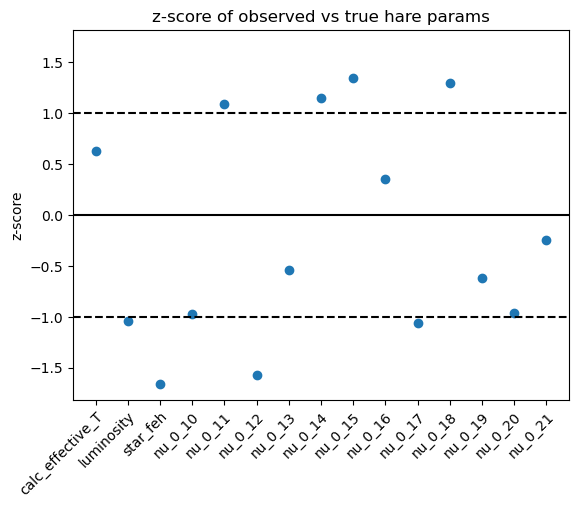 z-score of observed vs true hare params
z-score
1.5
1.0
0.5
0.0
−0.5
−1.0
−1.5
calc_effective_T
luminosity
star_feh
nu_0_10
nu_0_11
nu_0_12
nu_0_13
nu_0_14
nu_0_15
nu_0_16
nu_0_17
nu_0_18
nu_0_19
nu_0_20
nu_0_21